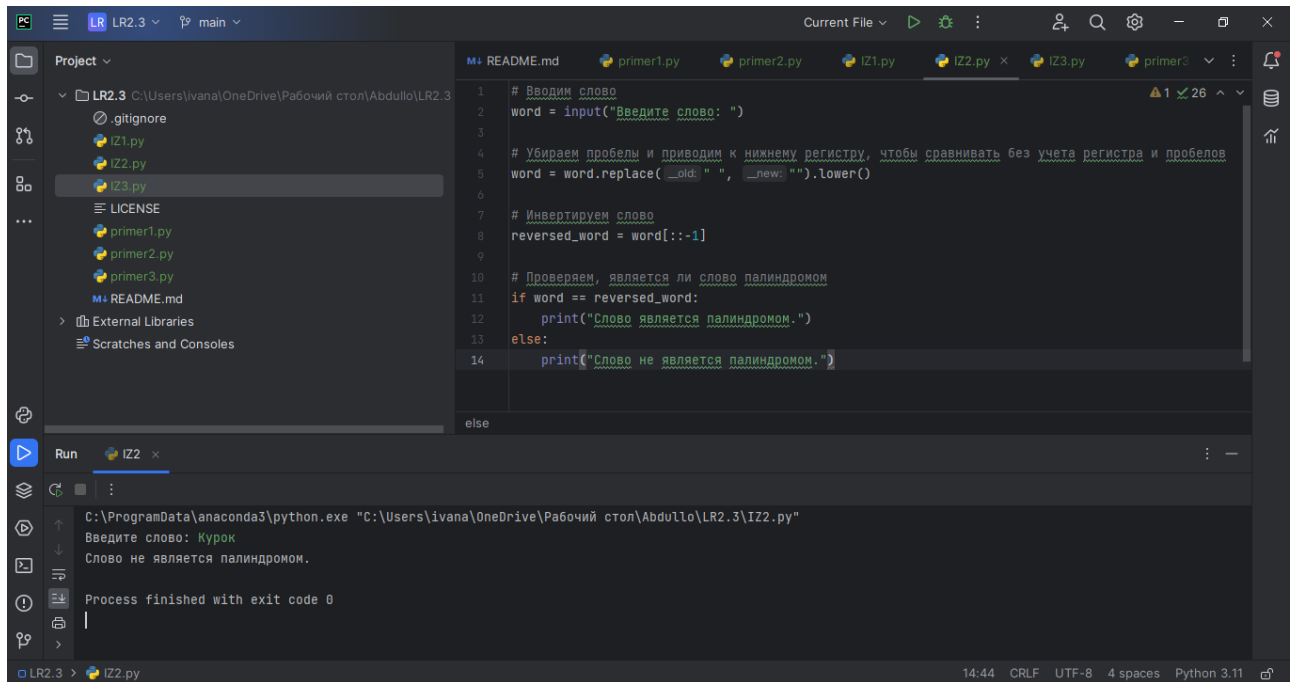 PC LR LR2.3 main Current File
Project
LR2.3 C:\Users\ivana\OneDrive\Рабочий стол\Abdullo\LR2.3
.gitignore
IZ1.py
IZ2.py
IZ3.py
LICENSE
primer1.py
primer2.py
primer3.py
M↓ README.md
External Libraries
Scratches and Consoles
M↓ README.md primer1.py primer2.py IZ1.py IZ2.py × IZ3.py primer3
1 # Вводим слово
2 word = input("Введите слово: ")
3
4 # Убираем пробелы и приводим к нижнему регистру, чтобы сравнивать без учета регистра и пробелов
5 word = word.replace( __old: " ", __new: "").lower()
6
7 # Инвертируем слово
8 reversed_word = word[::-1]
9
10 # Проверяем, является ли слово палиндромом
11 if word == reversed_word:
12 print("Слово является палиндромом.")
13 else:
14 print("Слово не является палиндромом.")
1 26
else
Run IZ2 ×
C:\ProgramData\anaconda3\python.exe "C:\Users\ivana\OneDrive\Рабочий стол\Abdullo\LR2.3\IZ2.py"
Введите слово: Курок
Слово не является палиндромом.
Process finished with exit code 0
LR2.3 > IZ2.py 14:44 CRLF UTF-8 4 spaces Python 3.11